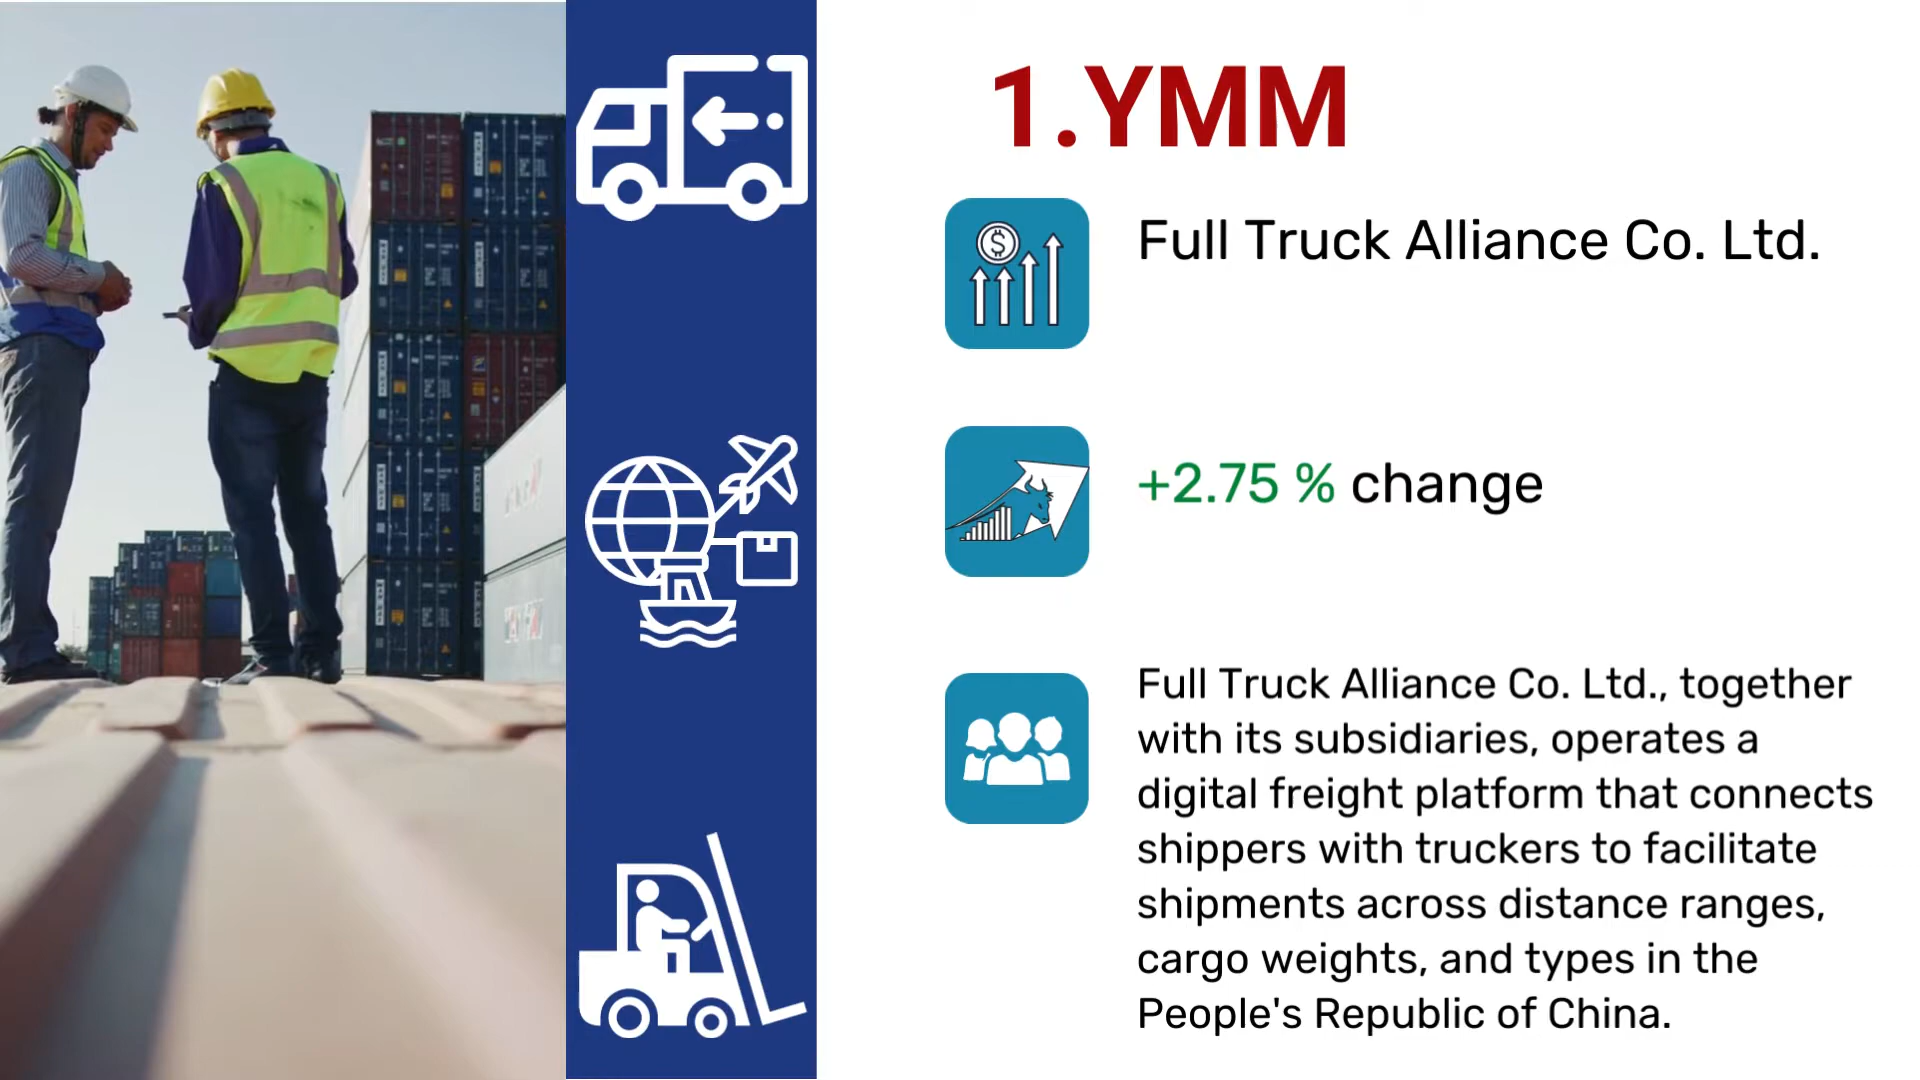 1.YMM
Full Truck Alliance Co. Ltd.
+2.75 % change
Full Truck Alliance Co. Ltd., together
with its subsidiaries, operates a
digital freight platform that connects
shippers with truckers to facilitate
shipments across distance ranges,
cargo weights, and types in the
People's Republic of China.